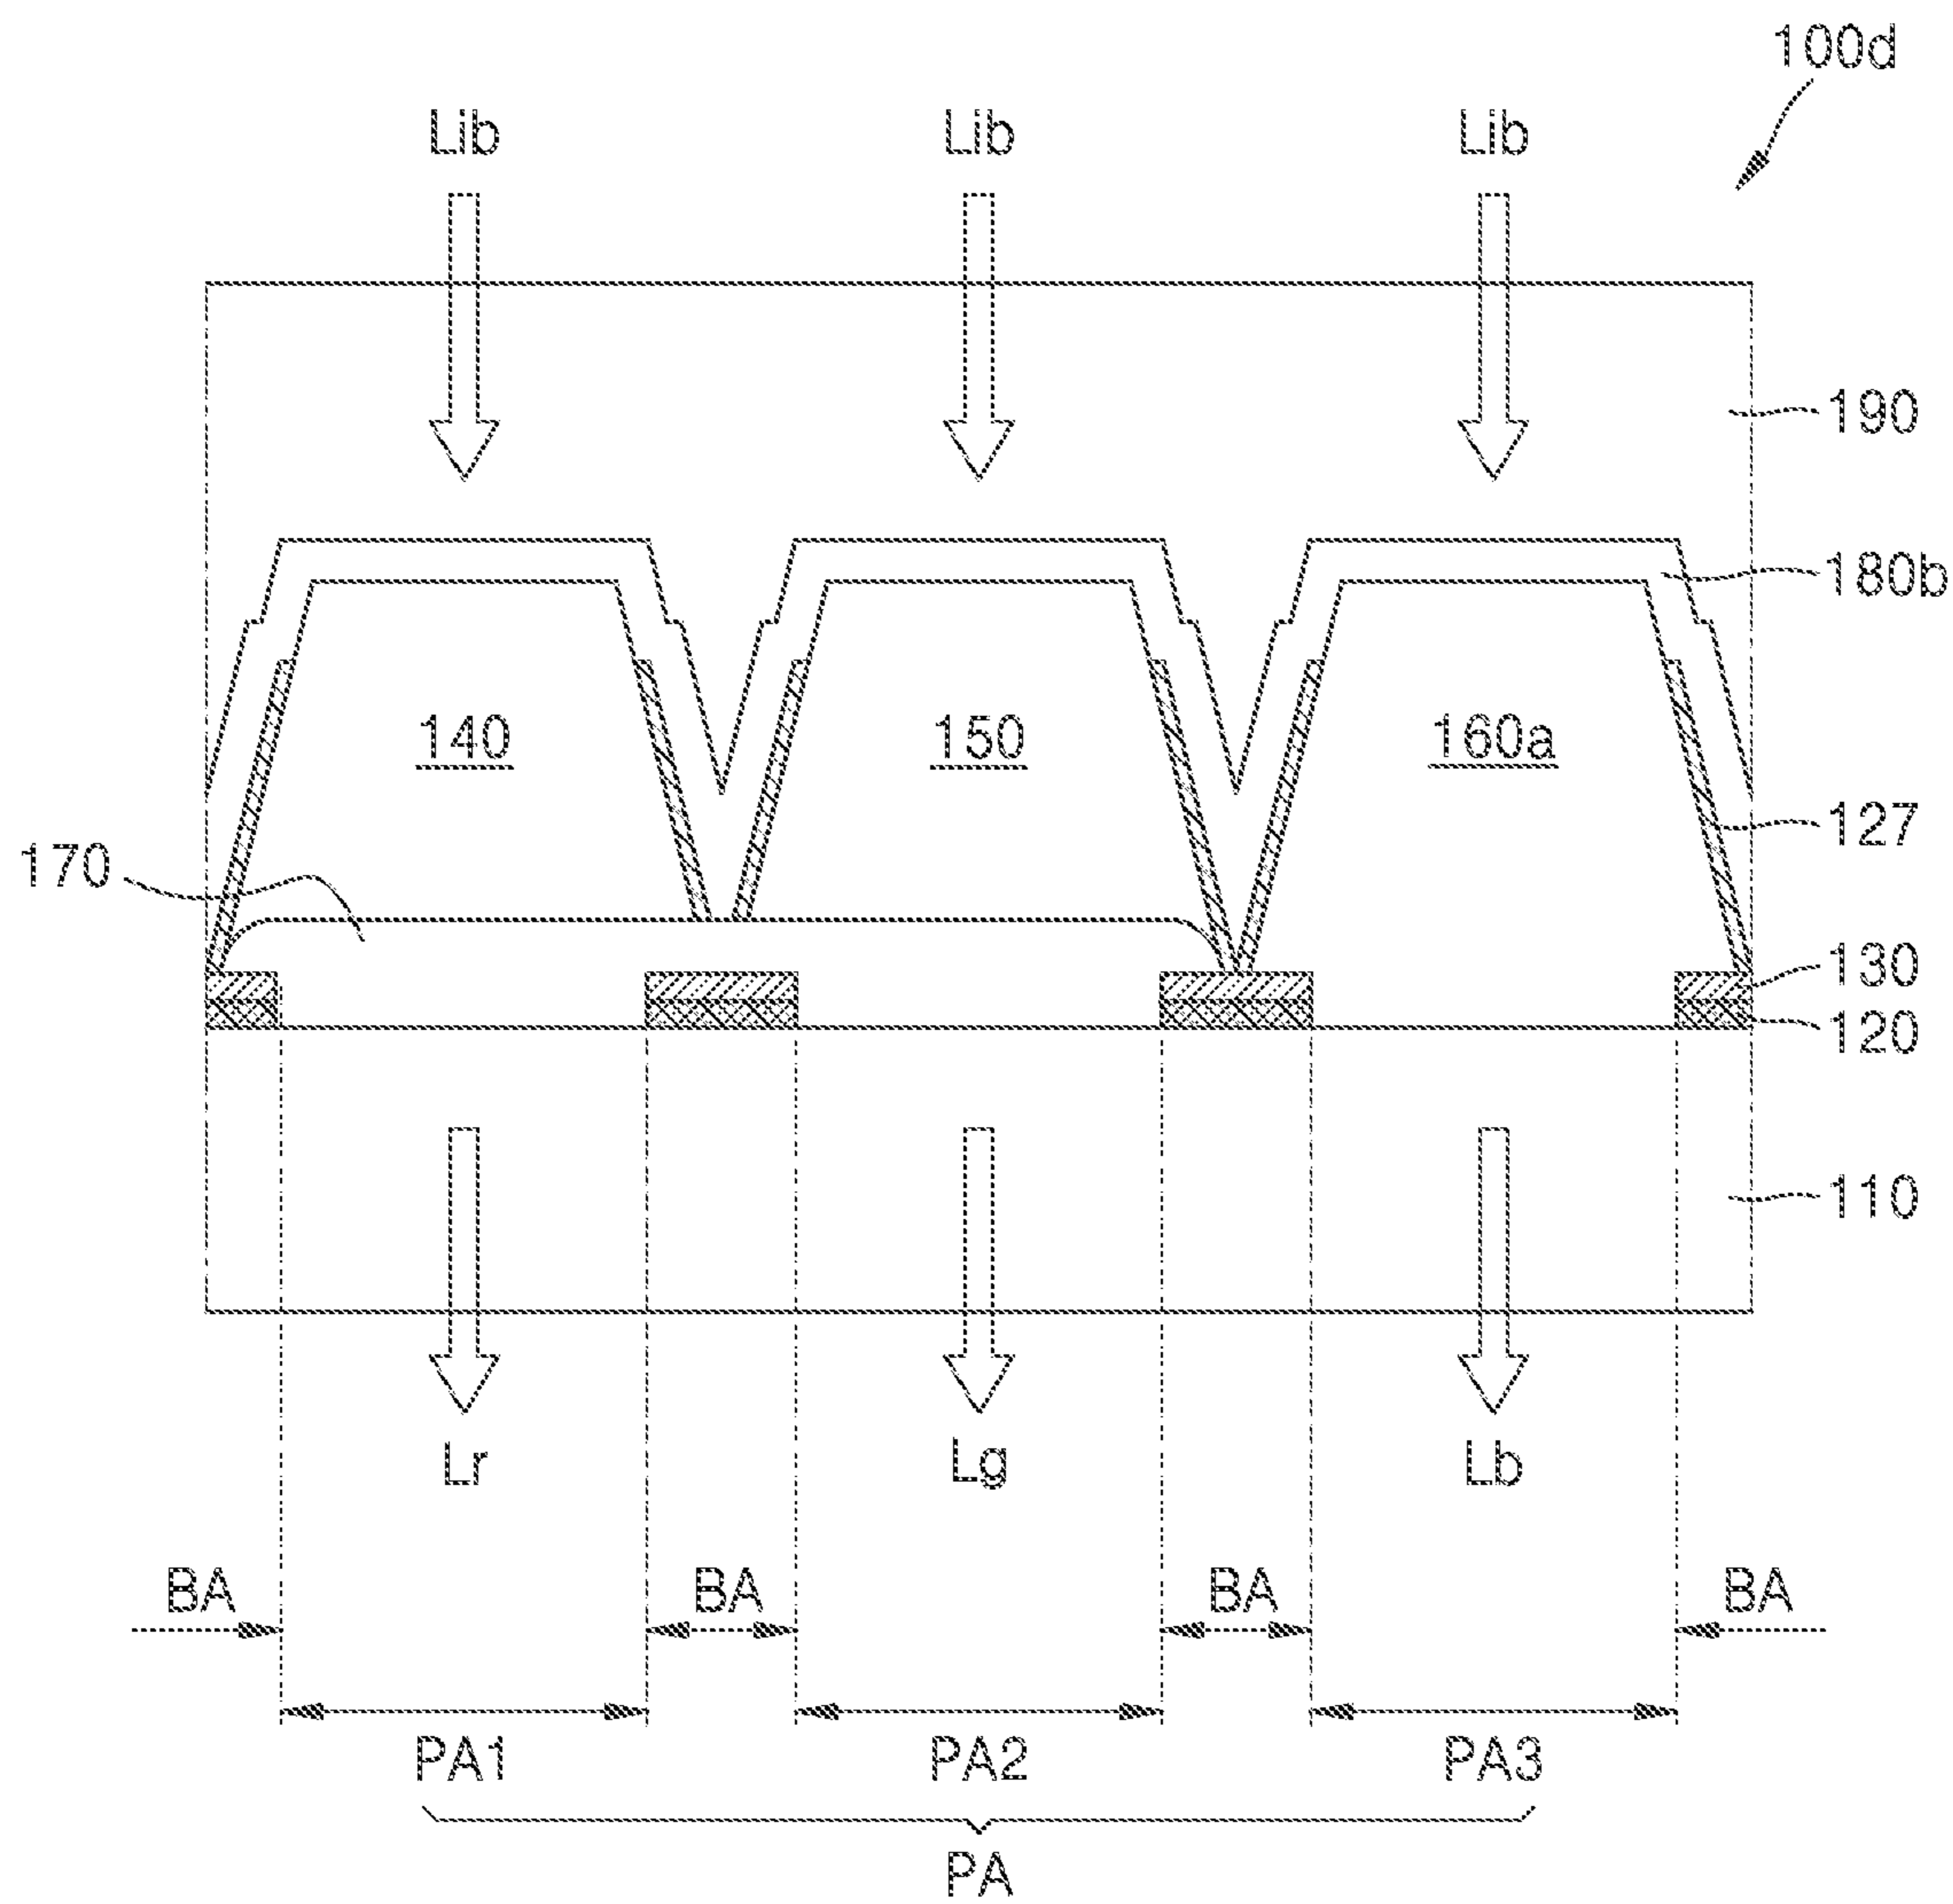 100d
Lib Lib Lib
190
180b
140 150 160a
127
170
130
120
110
Lr Lg Lb
BA BA BA BA
PA1 PA2 PA3
PA